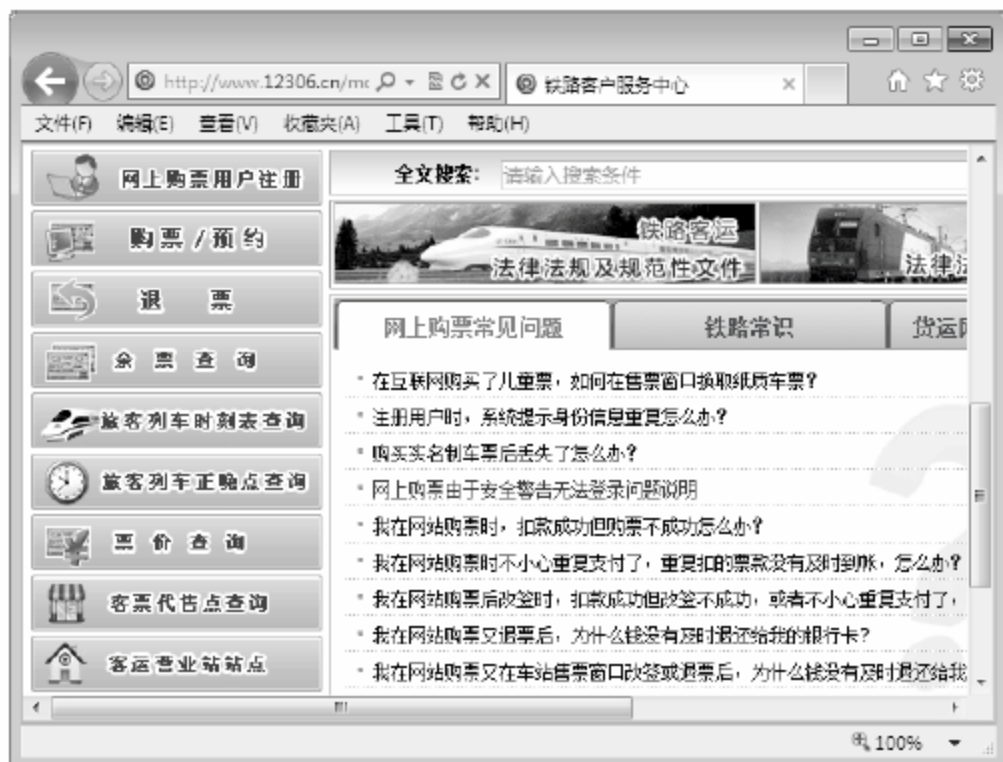 http://www.12306.cn/mc
铁路客户服务中心
文件(F) 编辑(E) 查看(V) 收藏夹(A) 工具(T) 帮助(H)
网上购票用户注册
购票/预约
退 票
余票查询
旅客列车时刻表查询
旅客列车正晚点查询
票价查询
客票代售点查询
客运营业站站点
全文搜索: 请输入搜索条件
铁路客运
法律法规及规范性文件
法律法
网上购票常见问题 铁路常识 货运
在互联网购买了儿童票，如何在售票窗口换取纸质车票?
注册用户时，系统提示身份信息重复怎么办?
购买实名制车票后丢失了怎么办?
网上购票由于安全警告无法登录问题说明
我在网站购票时，扣款成功但购票不成功怎么办?
我在网站购票时不小心重复支付了，重复扣的票款没有及时到账，怎么办?
我在网站购票后改签时，扣款成功但改签不成功，或者不小心重复支付了，
我在网站购票又退票后，为什么钱没有及时退还给我的银行卡?
我在网站购票又在车站售票窗口改签或退票后，为什么钱没有及时退还给我
100%